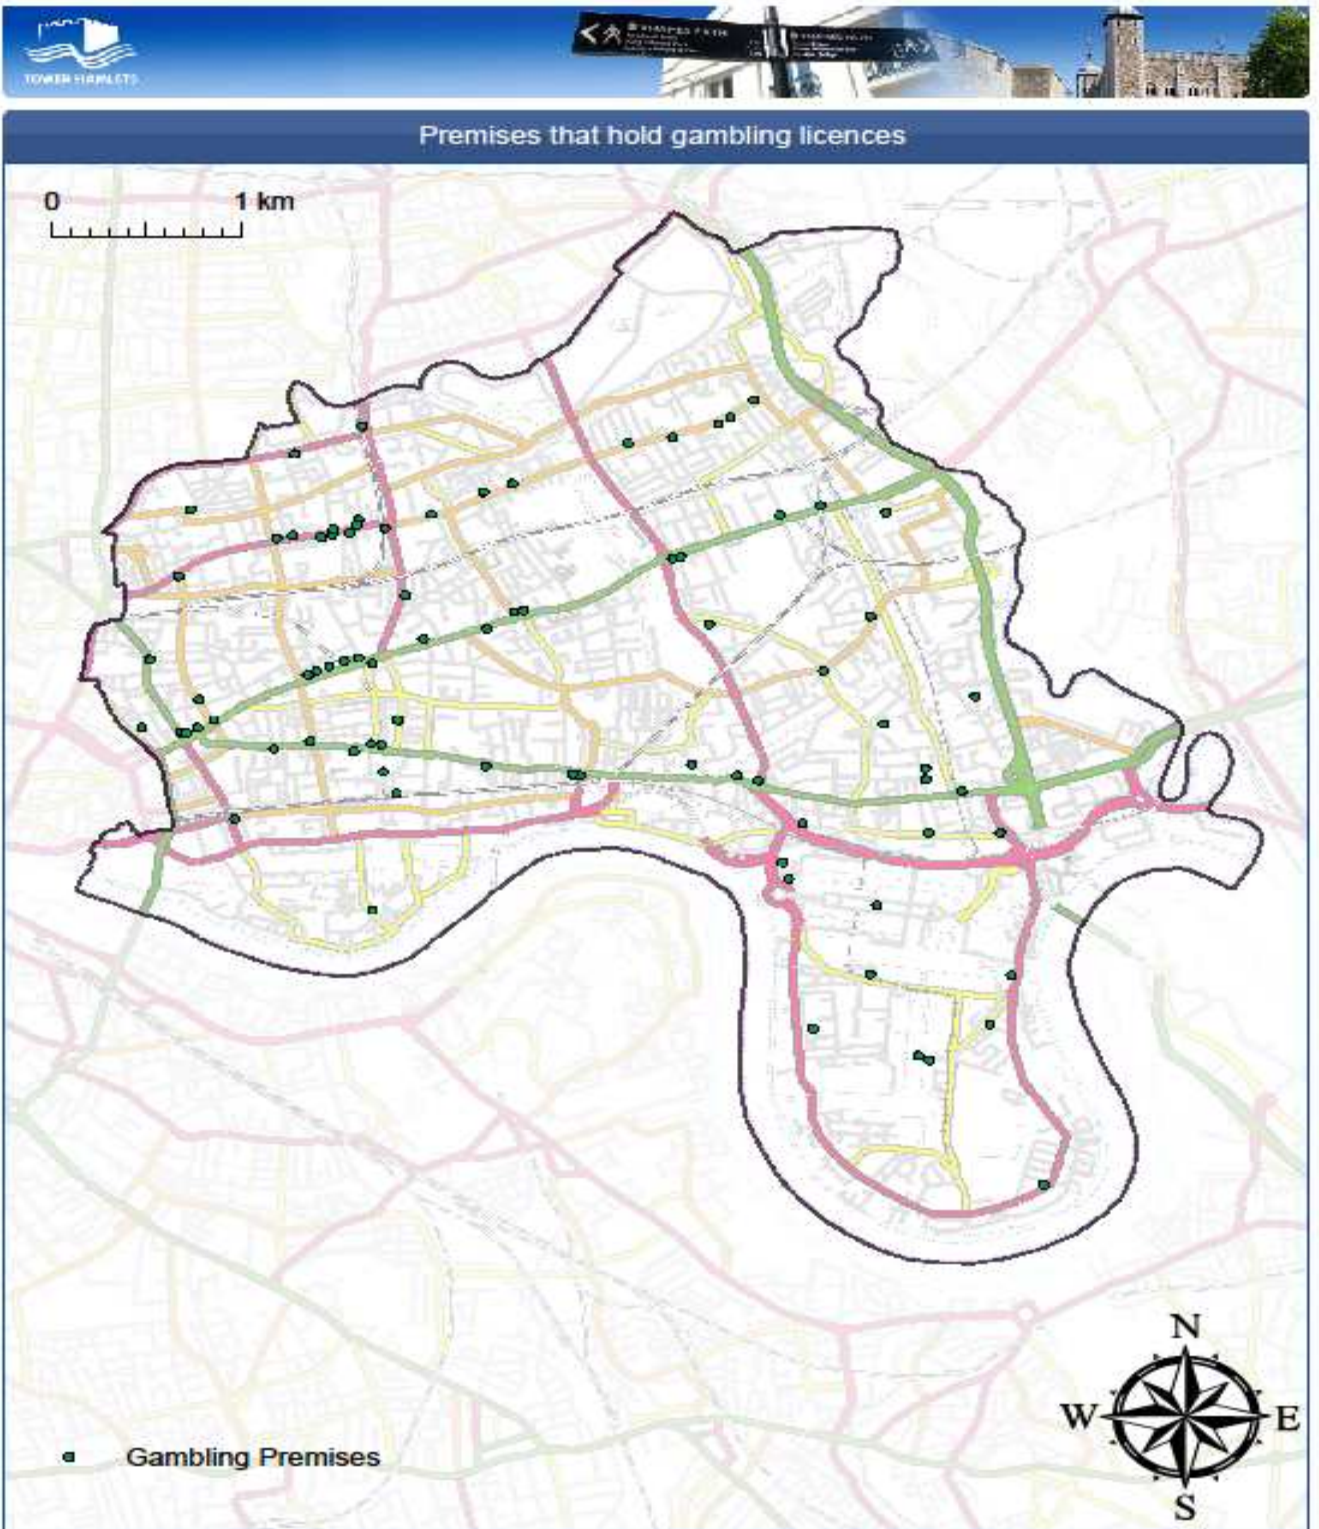 TOWER HAMLETS
Premises that hold gambling licences
0 1 km
N
W E
S
Gambling Premises